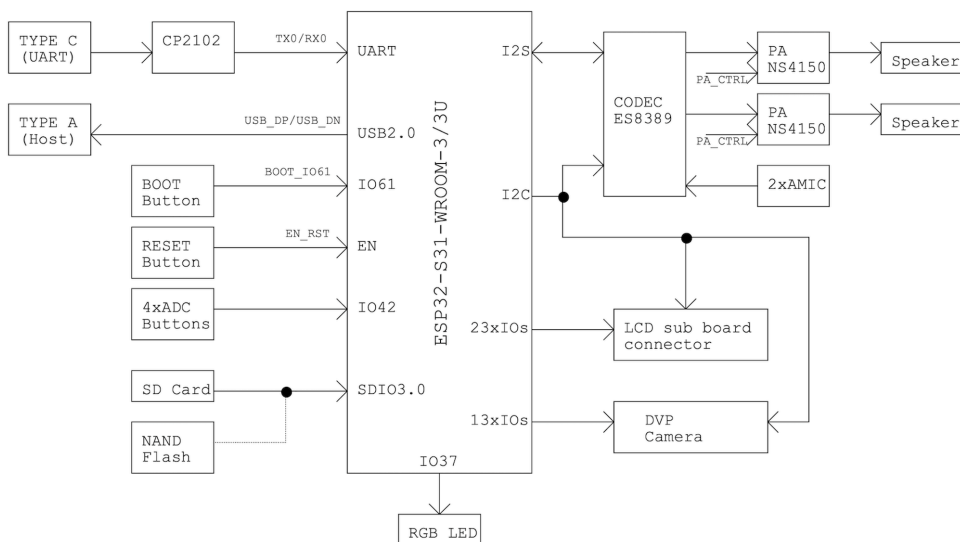 TYPE C
(UART)
CP2102
TX0/RX0
UART
TYPE A
(Host)
USB_DP/USB_DN
USB2.0
BOOT
Button
BOOT_IO61
IO61
RESET
Button
EN_RST
EN
4xADC
Buttons
IO42
SD Card
SDIO3.0
NAND
Flash
ESP32-S31-WROOM-3/3U
IO37
RGB LED
I2S
I2C
23xIOs
13xIOs
CODEC
ES8389
PA_CTRL
PA
NS4150
Speaker
PA_CTRL
PA
NS4150
Speaker
2xAMIC
LCD sub board
connector
DVP
Camera